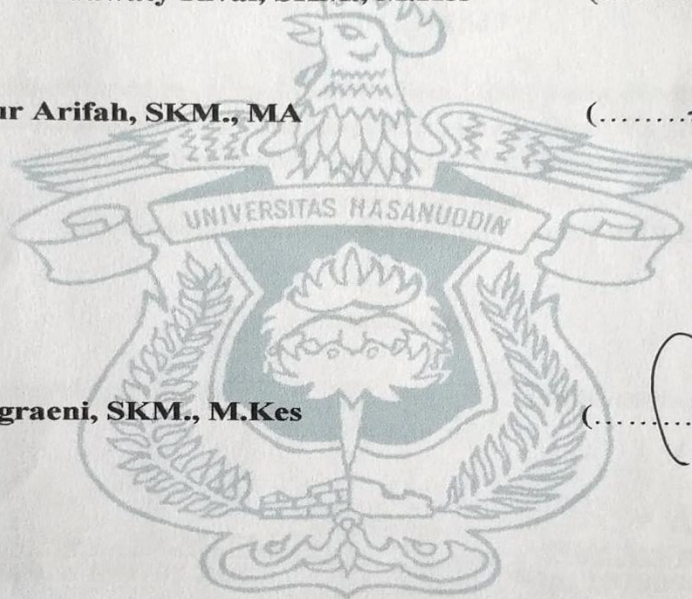 ur Arifah, SKM., MA (........
UNIVERSITAS HASANUDDIN
graeni, SKM., M.Kes (........